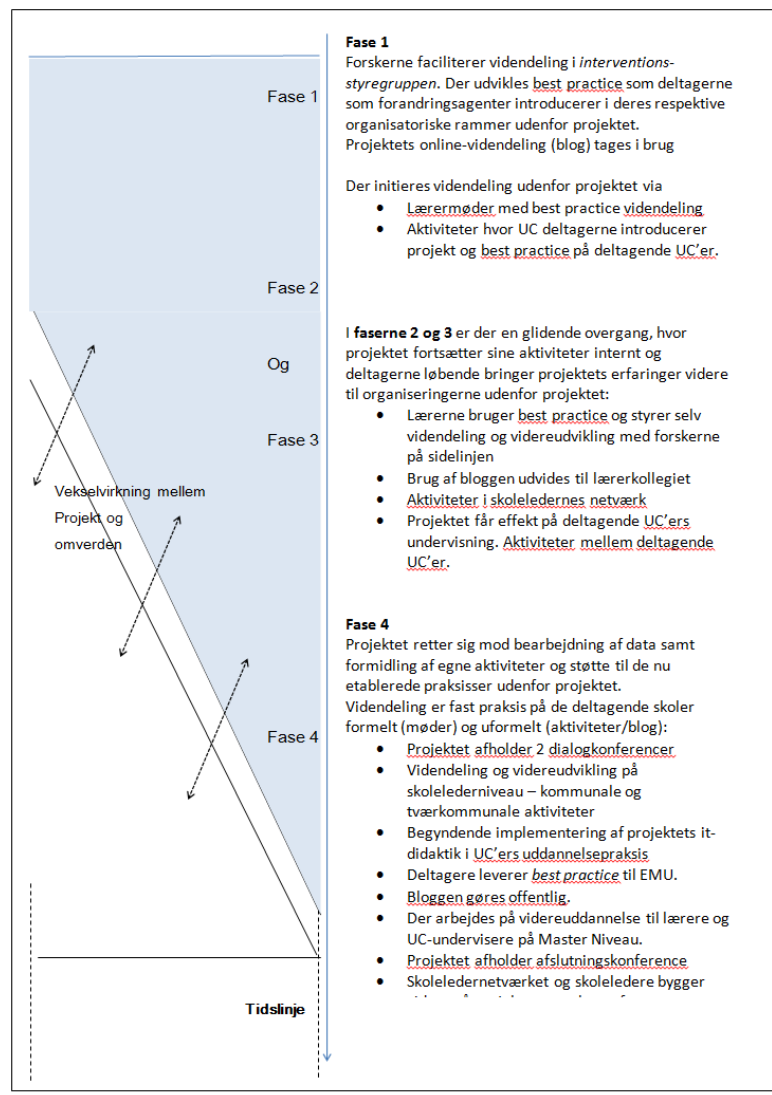 Fase 1
Fase 2
Og
Fase 3
Vekselvirkning mellem
Projekt og
omverden
Fase 4
Tidslinje
Fase 1
Forskerne faciliterer videndeling i interventions-
styregruppen. Der udvikles best practice som deltagerne
som forandringsagenter introducerer i deres respektive
organisatoriske rammer udenfor projektet.
Projektets online-videndeling (blog) tages i brug
Der initieres videndeling udenfor projektet via
• Lærermøder med best practice videndeling
• Aktiviteter hvor UC deltagerne introducerer
projekt og best practice på deltagende UC'er.
I faserne 2 og 3 er der en glidende overgang, hvor
projektet fortsætter sine aktiviteter internt og
deltagerne løbende bringer projektets erfaringer videre
til organiseringerne udenfor projektet:
• Lærerne bruger best practice og styrer selv
videndeling og videreudvikling med forskerne
på sidelinjen
• Brug af bloggen udvides til lærerkollegiet
• Aktiviteter i skoleledernes netværk
• Projektet får effekt på deltagende UC'ers
undervisning. Aktiviteter mellem deltagende
UC'er.
Fase 4
Projektet retter sig mod bearbejdning af data samt
formidling af egne aktiviteter og støtte til de nu
etablerede praksisser udenfor projektet.
Videndeling er fast praksis på de deltagende skoler
formelt (møder) og uformelt (aktiviteter/blog):
• Projektet afholder 2 dialogkonferencer
• Videndeling og videreudvikling på
skolelederniveau – kommunale og
tværkommunale aktiviteter
• Begyndende implementering af projektets it-
didaktik i UC'ers uddannelsepraksis
• Deltagere leverer best practice til EMU.
• Bloggen gøres offentlig.
• Der arbejdes på videreuddannelse til lærere og
UC-undervisere på Master Niveau.
• Projektet afholder afslutningskonference
• Skoleledernetværket og skoleledere bygger